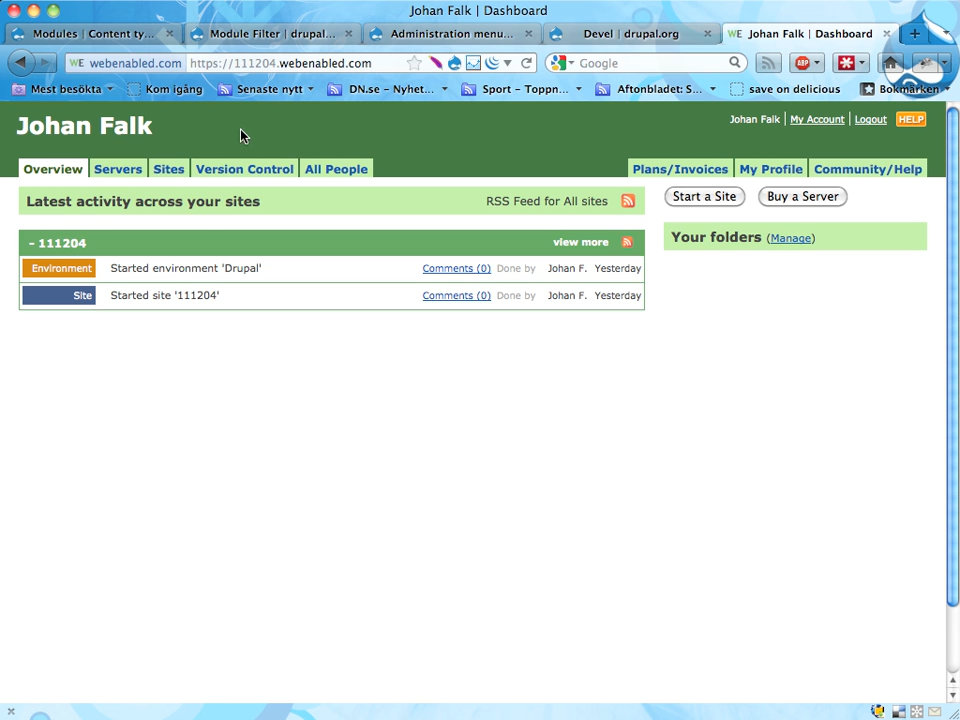 Johan Falk | Dashboard
Modules | Content ty...
Module Filter | drupal...
Administration menu...
Devel | drupal.org
WE Johan Falk | Dashboard
WE webenabled.com https://111204.webenabled.com
Google
ABP
Mest besökta
Kom igång
Senaste nytt
DN.se - Nyhet...
Sport - Toppn...
Aftonbladet: S...
save on delicious
Bokmärken
Johan Falk
Johan Falk | My Account | Logout HELP
Overview Servers Sites Version Control All People Plans/Invoices My Profile Community/Help
Latest activity across your sites RSS Feed for All sites
Start a Site Buy a Server
Your folders (Manage)
- 111204 view more
Environment Started environment 'Drupal' Comments (0) Done by Johan F. Yesterday
Site Started site '111204' Comments (0) Done by Johan F. Yesterday